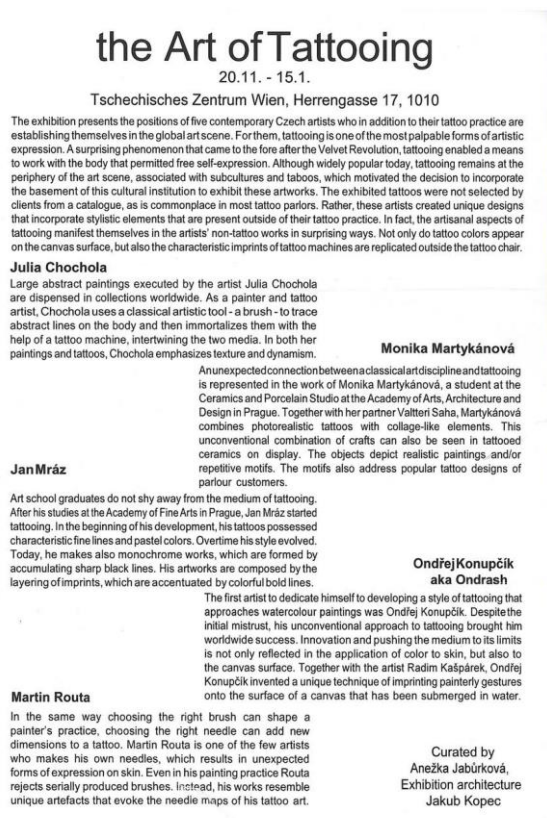 the Art of Tattooing
20.11. - 15.1.
Tschechisches Zentrum Wien, Herrengasse 17, 1010
The exhibition presents the positions of five contemporary Czech artists who in addition to their tattoo practice are
establishing themselves in the global art scene. For them, tattooing is one of the most palpable forms of artistic
expression. A surprising phenomenon that came to the fore after the Velvet Revolution, tattooing enabled a means
to work with the body that permitted free self-expression. Although widely popular today, tattooing remains at the
periphery of the art scene, associated with subcultures and taboos, which motivated the decision to incorporate
the basement of this cultural institution to exhibit these artworks. The exhibited tattoos were not selected by
clients from a catalogue, as is commonplace in most tattoo parlors. Rather, these artists created unique designs
that incorporate stylistic elements that are present outside of their tattoo practice. In fact, the artisanal aspects of
tattooing manifest themselves in the artists' non-tattoo works in surprising ways. Not only do tattoo colors appear
on the canvas surface, but also the characteristic imprints of tattoo machines are replicated outside the tattoo chair.
Julia Chochola
Large abstract paintings executed by the artist Julia Chochola
are dispensed in collections worldwide. As a painter and tattoo
artist, Chochola uses a classical artistic tool - a brush - to trace
abstract lines on the body and then immortalizes them with the
help of a tattoo machine, intertwining the two media. In both her
paintings and tattoos, Chochola emphasizes texture and dynamism.
Monika Martykánová
An unexpected connection between a classical art discipline and tattooing
is represented in the work of Monika Martykánová, a student at the
Ceramics and Porcelain Studio at the Academy of Arts, Architecture and
Design in Prague. Together with her partner Valtteri Saha, Martykánová
combines photorealistic tattoos with collage-like elements. This
unconventional combination of crafts can also be seen in tattooed
ceramics on display. The objects depict realistic paintings and/or
repetitive motifs. The motifs also address popular tattoo designs of
parlour customers.
Jan Mráz
Art school graduates do not shy away from the medium of tattooing.
After his studies at the Academy of Fine Arts in Prague, Jan Mráz started
tattooing. In the beginning of his development, his tattoos possessed
characteristic fine lines and pastel colors. Overtime his style evolved.
Today, he makes also monochrome works, which are formed by
accumulating sharp black lines. His artworks are composed by the
layering of imprints, which are accentuated by colorful bold lines.
Ondřej Konupčík
aka Ondrash
The first artist to dedicate himself to developing a style of tattooing that
approaches watercolour paintings was Ondřej Konupčík. Despite the
initial mistrust, his unconventional approach to tattooing brought him
worldwide success. Innovation and pushing the medium to its limits
is not only reflected in the application of color to skin, but also to
the canvas surface. Together with the artist Radim Kašpárek, Ondřej
Konupčík invented a unique technique of imprinting painterly gestures
onto the surface of a canvas that has been submerged in water.
Martin Routa
In the same way choosing the right brush can shape a
painter's practice, choosing the right needle can add new
dimensions to a tattoo. Martin Routa is one of the few artists
who makes his own needles, which results in unexpected
forms of expression on skin. Even in his painting practice Routa
rejects serially produced brushes. Instead, his works resemble
unique artefacts that evoke the needle maps of his tattoo art.
Curated by
Anežka Jabůrková,
Exhibition architecture
Jakub Kopec